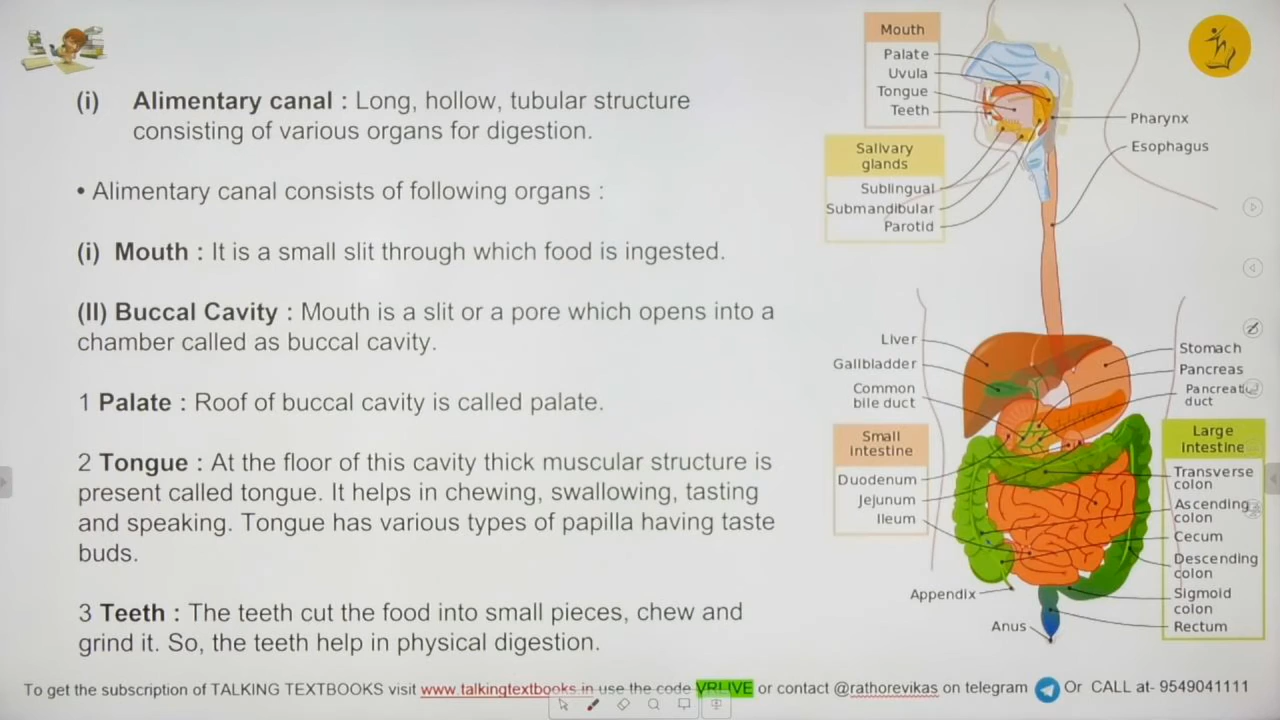 (i) Alimentary canal : Long, hollow, tubular structure
consisting of various organs for digestion.
• Alimentary canal consists of following organs :
(i) Mouth : It is a small slit through which food is ingested.
(II) Buccal Cavity : Mouth is a slit or a pore which opens into a
chamber called as buccal cavity.
1 Palate : Roof of buccal cavity is called palate.
2 Tongue : At the floor of this cavity thick muscular structure is
present called tongue. It helps in chewing, swallowing, tasting
and speaking. Tongue has various types of papilla having taste
buds.
3 Teeth : The teeth cut the food into small pieces, chew and
grind it. So, the teeth help in physical digestion.
Mouth
Palate
Uvula
Tongue
Teeth
Salivary
glands
Sublingual
Submandibular
Parotid
Pharynx
Esophagus
Liver
Gallbladder
Common
bile duct
Stomach
Pancreas
Pancreatic
duct
Small
Intestine
Duodenum
Jejunum
Ileum
Large
Intestine
Transverse
colon
Ascending
colon
Cecum
Descending
colon
Sigmoid
colon
Rectum
Appendix
Anus
To get the subscription of TALKING TEXTBOOKS visit www.talkingtextbooks.in use the code VRLIVE or contact @rathorevikas on telegram Or CALL at- 9549041111